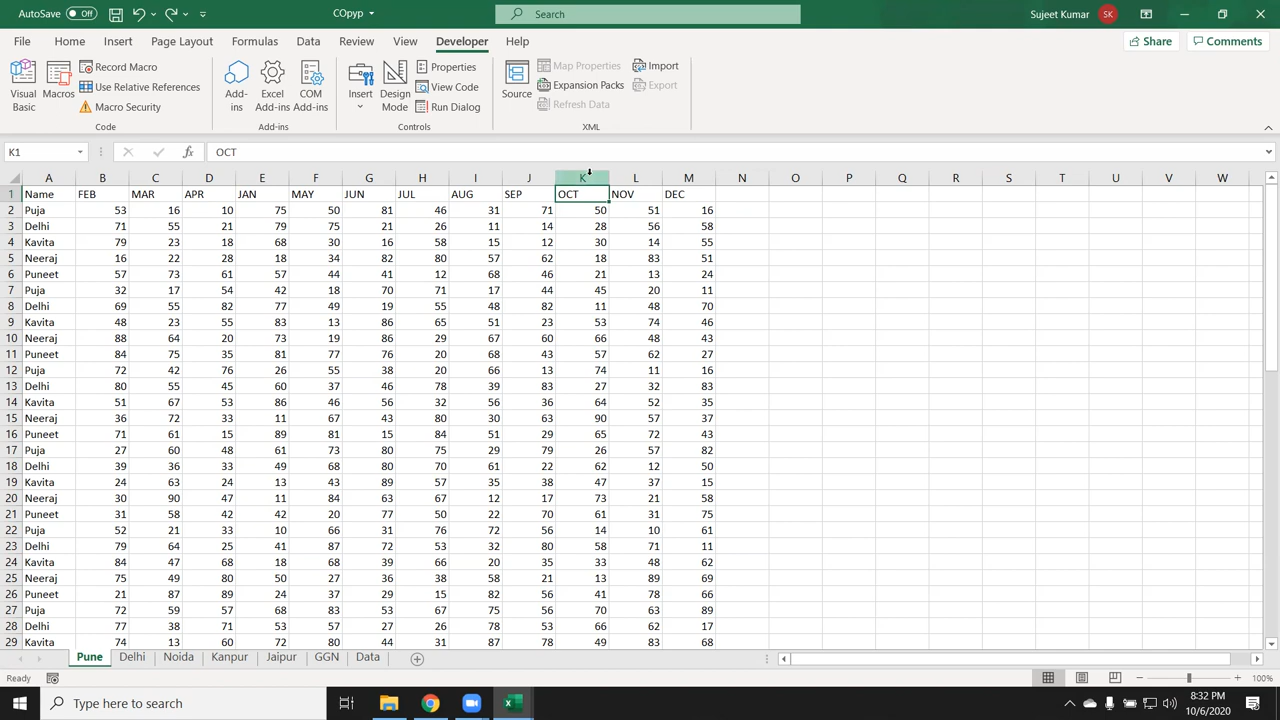 AutoSave Off COpyp Search Sujeet Kumar SK
File Home Insert Page Layout Formulas Data Review View Developer Help Share Comments
Visual Basic Macros Record Macro Use Relative References Macro Security Code
Add-ins Excel Add-ins COM Add-ins Add-ins
Insert Design Mode Properties View Code Run Dialog Controls
Source Map Properties Expansion Packs Refresh Data Import Export XML
K1 fx OCT
A B C D E F G H I J K L M N O P Q R S T U V W
1 Name FEB MAR APR JAN MAY JUN JUL AUG SEP OCT NOV DEC
2 Puja 53 16 10 75 50 81 46 31 71 50 51 16
3 Delhi 71 55 21 79 75 21 26 11 14 28 56 58
4 Kavita 79 23 18 68 30 16 58 15 12 30 14 55
5 Neeraj 16 22 28 18 34 82 80 57 62 18 83 51
6 Puneet 57 73 61 57 44 41 12 68 46 21 13 24
7 Puja 32 17 54 42 18 70 71 17 44 45 20 11
8 Delhi 69 55 82 77 49 19 55 48 82 11 48 70
9 Kavita 48 23 55 83 13 86 65 51 23 53 74 46
10 Neeraj 88 64 20 73 19 86 29 67 60 66 48 43
11 Puneet 84 75 35 81 77 76 20 68 43 57 62 27
12 Puja 72 42 76 26 55 38 20 66 13 74 11 16
13 Delhi 80 55 45 60 37 46 78 39 83 27 32 83
14 Kavita 51 67 53 86 46 56 32 56 36 64 52 35
15 Neeraj 36 72 33 11 67 43 80 30 63 90 57 37
16 Puneet 71 61 15 89 81 15 84 51 29 65 72 43
17 Puja 27 60 48 61 73 80 75 29 79 26 57 82
18 Delhi 39 36 33 49 68 80 70 61 22 62 12 50
19 Kavita 24 63 24 13 43 89 57 35 38 47 37 15
20 Neeraj 30 90 47 11 84 63 67 12 17 73 21 58
21 Puneet 31 58 42 42 20 77 50 22 70 61 31 75
22 Puja 52 21 33 10 66 31 76 72 56 14 10 61
23 Delhi 79 64 25 41 87 72 53 32 80 58 71 11
24 Kavita 84 47 68 18 68 39 66 20 35 33 48 62
25 Neeraj 75 49 80 50 27 36 38 58 21 13 89 69
26 Puneet 21 87 89 24 37 29 15 82 56 41 78 66
27 Puja 72 59 57 68 83 53 67 75 56 70 63 89
28 Delhi 77 38 71 53 57 27 26 78 53 66 62 17
29 Kavita 74 13 60 72 80 44 31 87 78 49 83 68
Pune Delhi Noida Kanpur Jaipur GGN Data
Ready 100%
Type here to search 8:32 PM
10/6/2020